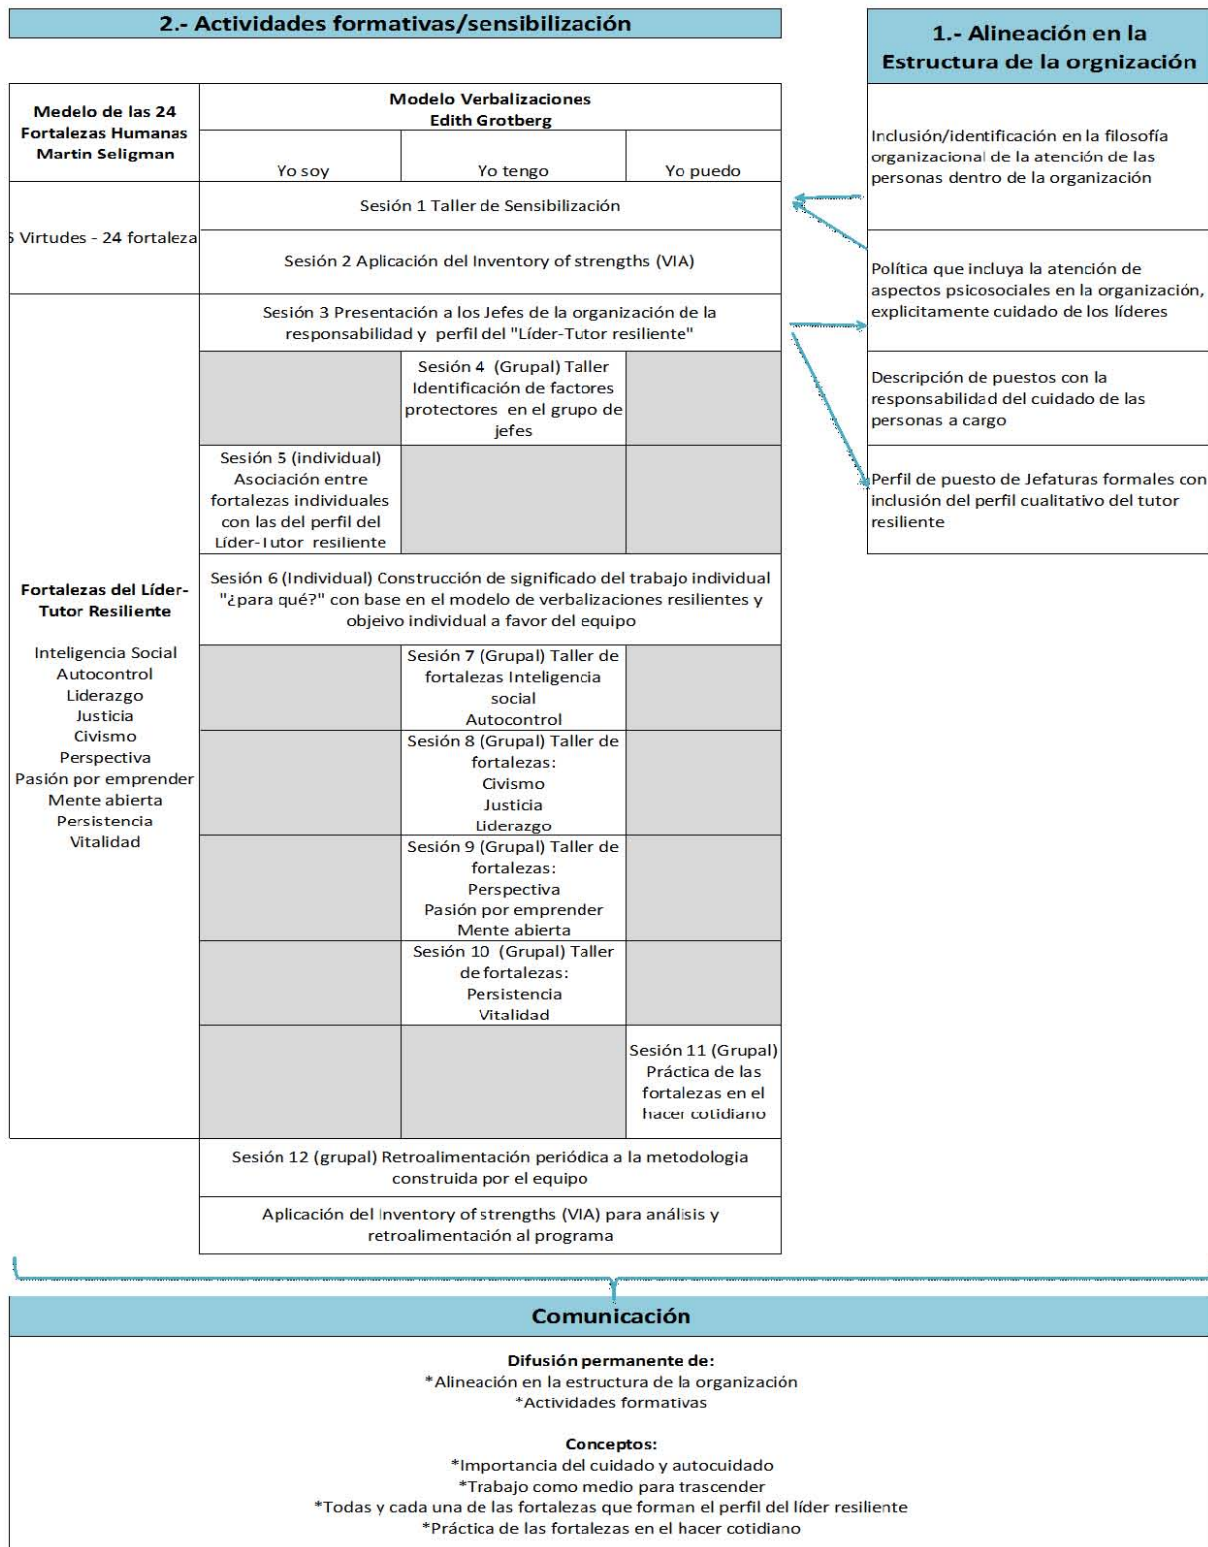 2.- Actividades formativas/sensibilización
1.- Alineación en la
Estructura de la orgnización
Medelo de las 24
Fortalezas Humanas
Martin Seligman
Modelo Verbalizaciones
Edith Grotberg
Yo soy
Yo tengo
Yo puedo
Virtudes - 24 fortaleza
Sesión 1 Taller de Sensibilización
Sesión 2 Aplicación del Inventory of strengths (VIA)
Sesión 3 Presentación a los Jefes de la organización de la
responsabilidad y perfil del "Líder-Tutor resiliente"
Sesión 4 (Grupal) Taller
Identificación de factores
protectores en el grupo de
jefes
Sesión 5 (individual)
Asociación entre
fortalezas individuales
con las del perfil del
Líder-Tutor resiliente
Sesión 6 (Individual) Construcción de significado del trabajo individual
"¿para qué?" con base en el modelo de verbalizaciones resilientes y
objeivo individual a favor del equipo
Fortalezas del Líder-
Tutor Resiliente
Inteligencia Social
Autocontrol
Liderazgo
Justicia
Civismo
Perspectiva
Pasión por emprender
Mente abierta
Persistencia
Vitalidad
Sesión 7 (Grupal) Taller de
fortalezas Inteligencia
social
Autocontrol
Sesión 8 (Grupal) Taller de
fortalezas:
Civismo
Justicia
Liderazgo
Sesión 9 (Grupal) Taller de
fortalezas:
Perspectiva
Pasión por emprender
Mente abierta
Sesión 10 (Grupal) Taller
de fortalezas:
Persistencia
Vitalidad
Sesión 11 (Grupal)
Práctica de las
fortalezas en el
hacer cotidiano
Sesión 12 (grupal) Retroalimentación periódica a la metodologia
construida por el equipo
Aplicación del Inventory of strengths (VIA) para análisis y
retroalimentación al programa
Inclusión/identificación en la filosofía
organizacional de la atención de las
personas dentro de la organización
Política que incluya la atención de
aspectos psicosociales en la organización,
explicitamente cuidado de los líderes
Descripción de puestos con la
responsabilidad del cuidado de las
personas a cargo
Perfil de puesto de Jefaturas formales con
inclusión del perfil cualitativo del tutor
resiliente
Comunicación
Difusión permanente de:
*Alineación en la estructura de la organización
*Actividades formativas
Conceptos:
*Importancia del cuidado y autocuidado
*Trabajo como medio para trascender
*Todas y cada una de las fortalezas que forman el perfil del líder resiliente
*Práctica de las fortalezas en el hacer cotidiano